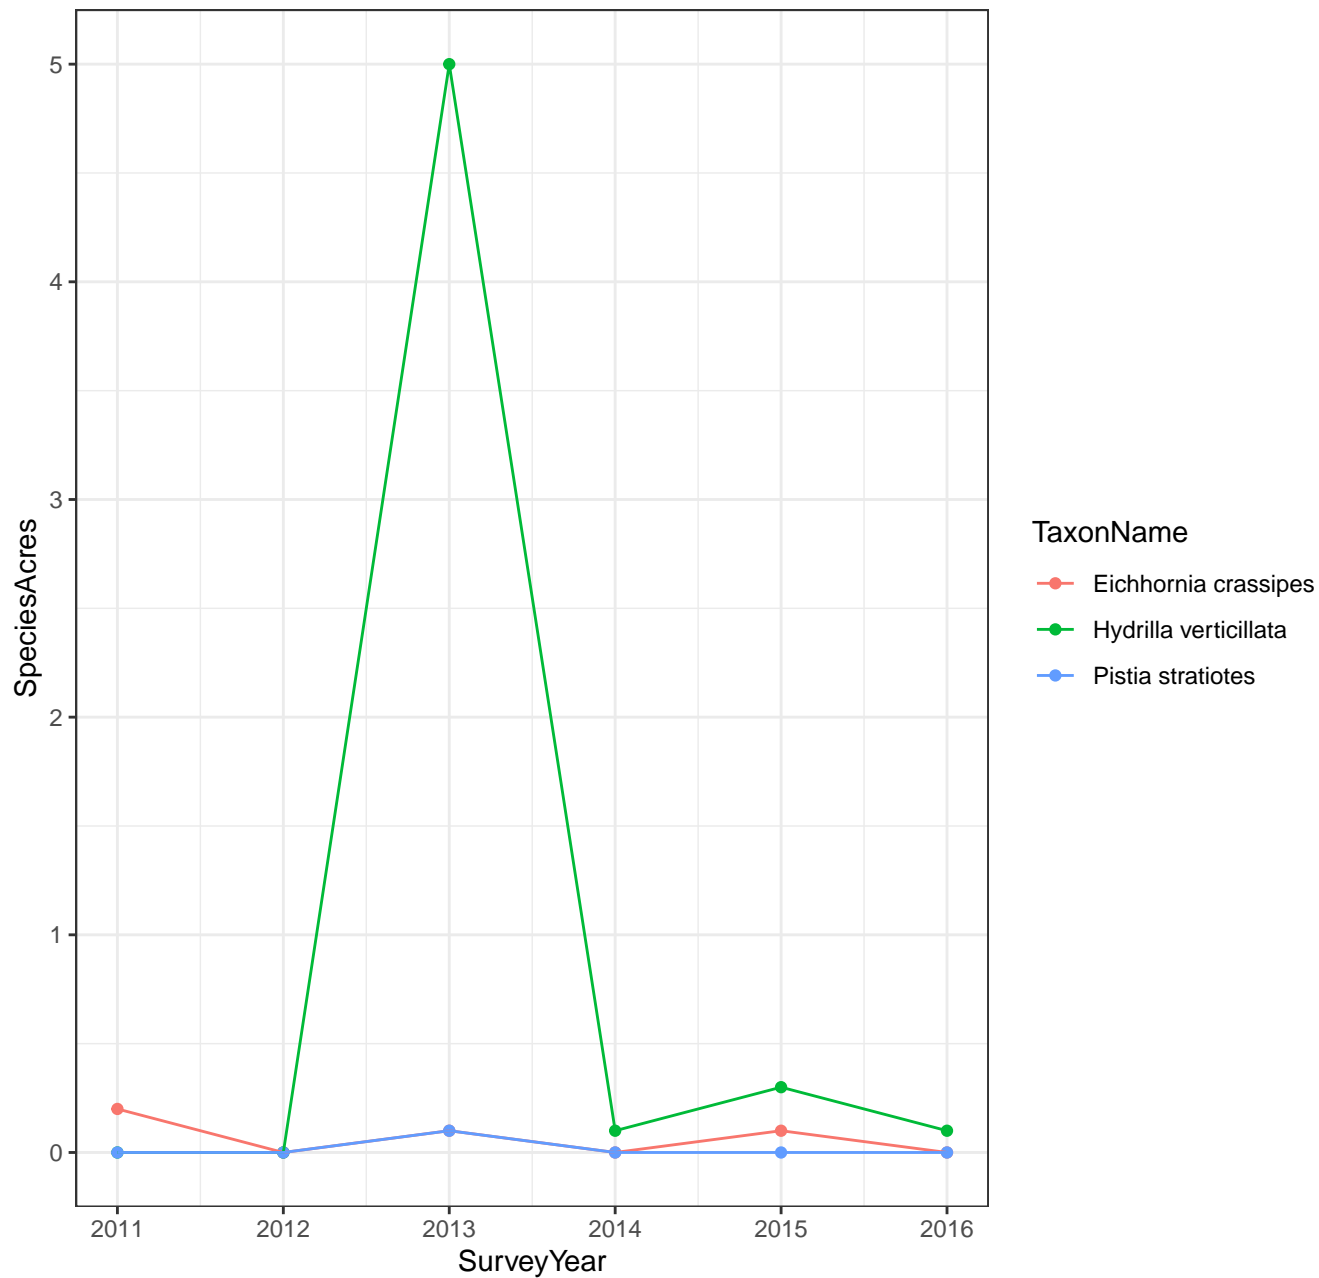 5
4
3
2
1
0
SpeciesAcres
2011 2012 2013 2014 2015 2016
SurveyYear
TaxonName
Eichhornia crassipes
Hydrilla verticillata
Pistia stratiotes